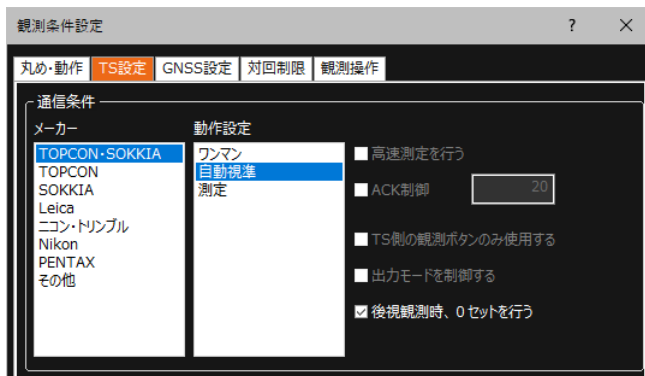 観測条件設定 ? ×
丸め・動作 TS設定 GNSS設定 対回制限 観測操作
通信条件
メーカー 動作設定
TOPCON・SOKKIA ワンマン 高速測定を行う
TOPCON 自動視準
SOKKIA 測定 ACK制御 20
Leica
ニコン・トリンブル TS側の観測ボタンのみ使用する
Nikon
PENTAX 出力モードを制御する
その他
後視観測時、0セットを行う